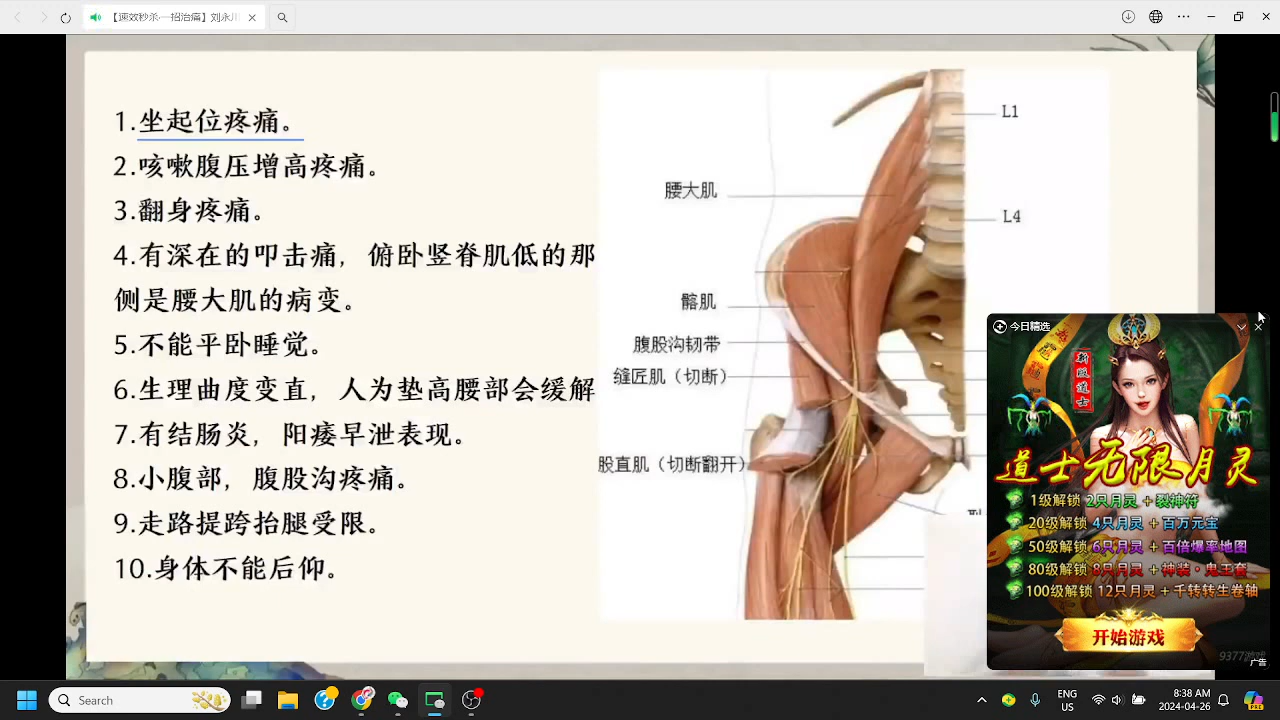 【速效秒杀·一招治痛】刘永
1.坐起位疼痛。
2.咳嗽腹压增高疼痛。
3.翻身疼痛。
4.有深在的叩击痛，俯卧竖脊肌低的那
侧是腰大肌的病变。
5.不能平卧睡觉。
6.生理曲度变直，人为垫高腰部会缓解
7.有结肠炎，阳痿早泄表现。
8.小腹部，腹股沟疼痛。
9.走路提跨抬腿受限。
10.身体不能后仰。
L1
腰大肌
L4
髂肌
腹股沟韧带
缝匠肌（切断）
股直肌（切断翻开）
今日精选
新版道士
道士无限月灵
1级解锁 2只月灵 + 裂神符
20级解锁 4只月灵 + 百万元宝
50级解锁 6只月灵 + 百倍爆率地图
80级解锁 8只月灵 + 神装·鬼王套
100级解锁 12只月灵 + 千转转生卷轴
开始游戏
9377游戏
广告
Search
ENG
US
8:38 AM
2024-04-26
PRE